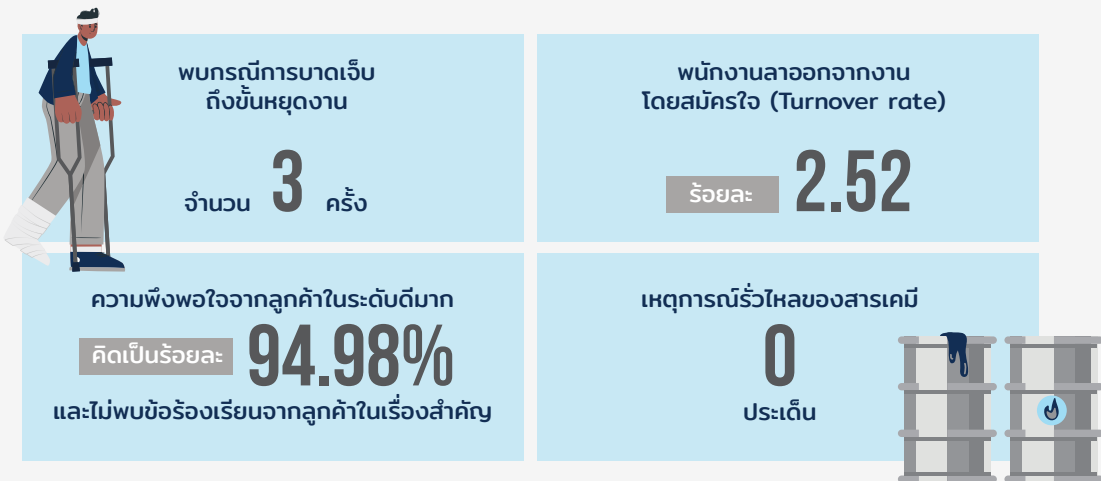 พบกรณีการบาดเจ็บ
ถึงขั้นหยุดงาน
จำนวน 3 ครั้ง
พนักงานลาออกจากงาน
โดยสมัครใจ (Turnover rate)
ร้อยละ 2.52
ความพึงพอใจจากลูกค้าในระดับดีมาก
คิดเป็นร้อยละ 94.98%
และไม่พบข้อร้องเรียนจากลูกค้าในเรื่องสำคัญ
เหตุการณ์รั่วไหลของสารเคมี
0
ประเด็น